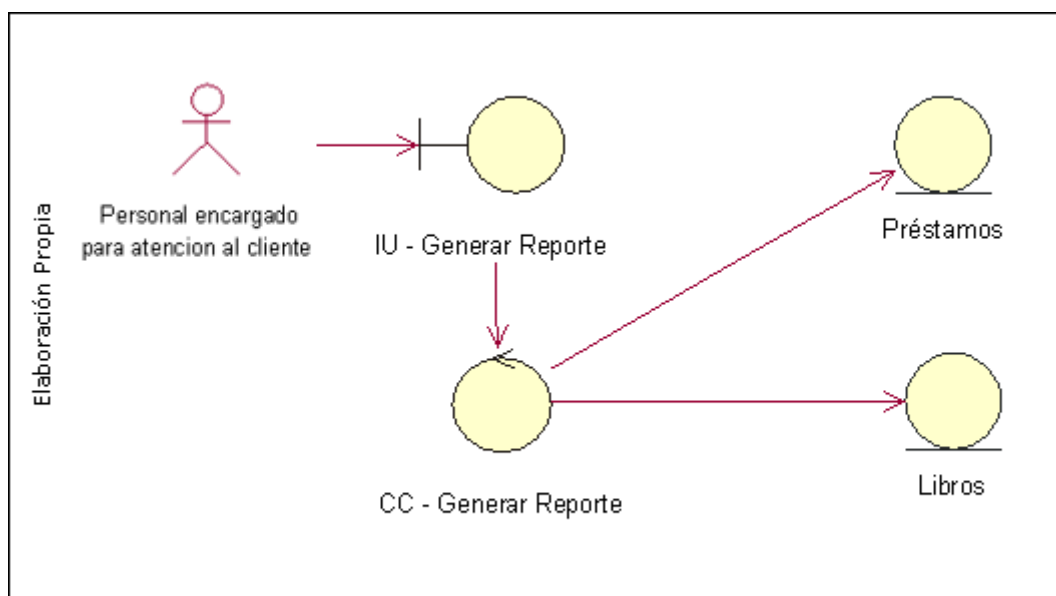 Elaboración Propia
Personal encargado
para atencion al cliente
IU - Generar Reporte
Préstamos
CC - Generar Reporte
Libros